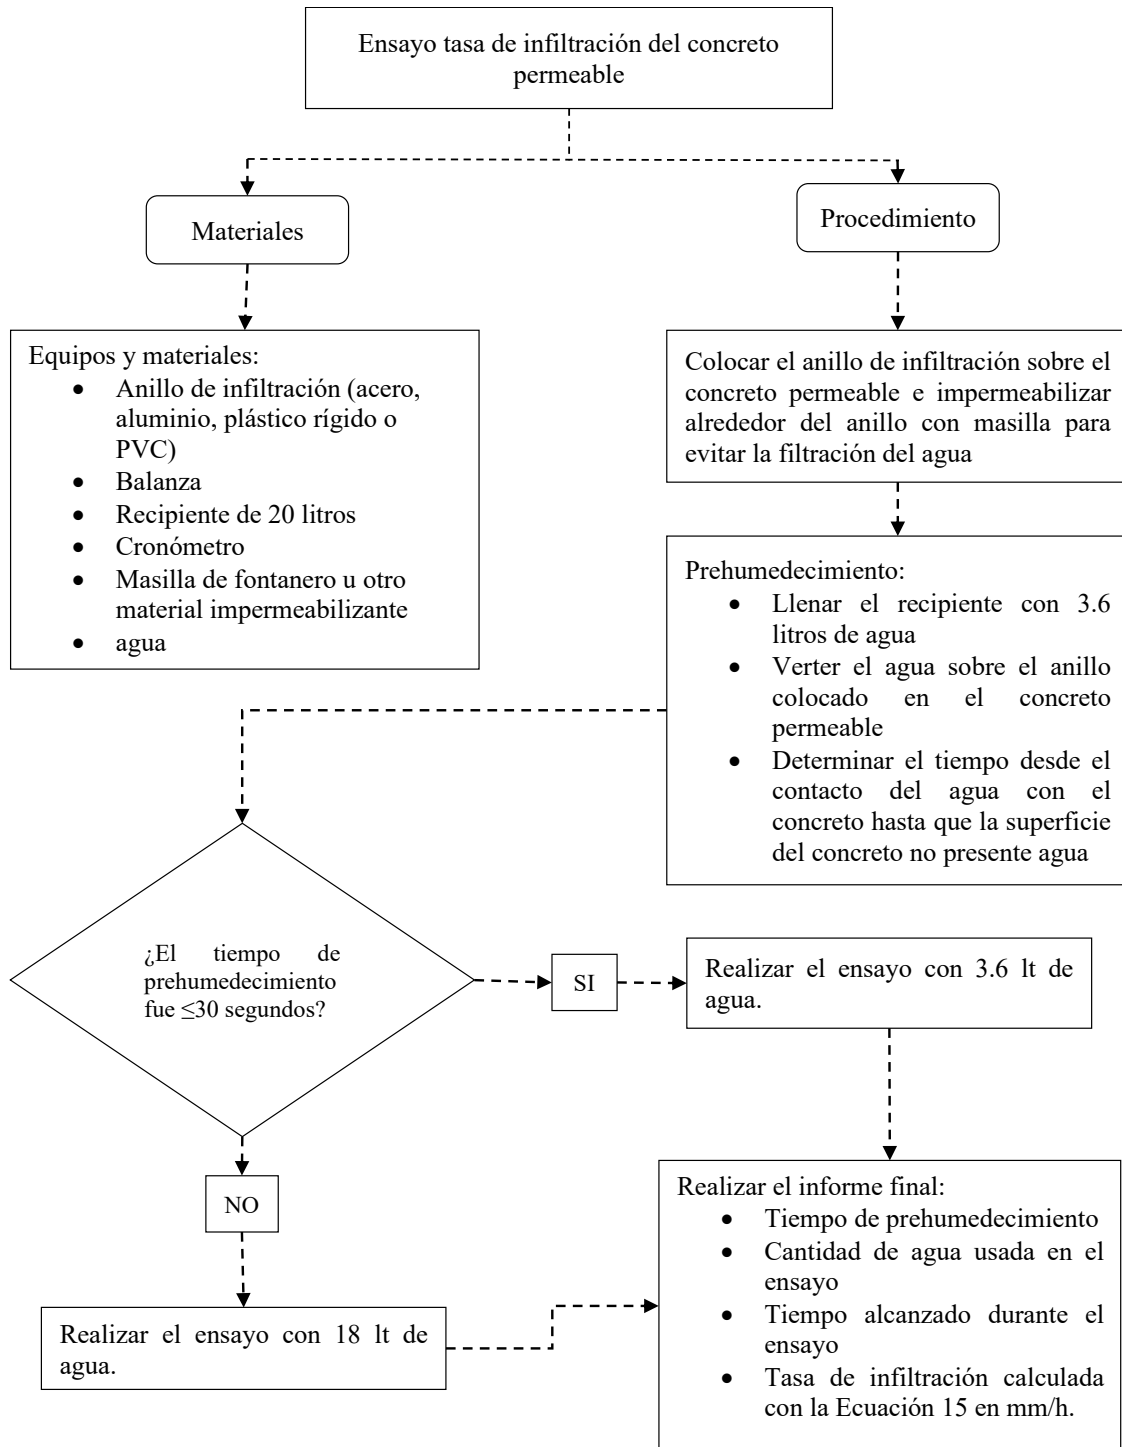 Ensayo tasa de infiltración del concreto
permeable
Materiales
Procedimiento
Equipos y materiales:
• Anillo de infiltración (acero,
aluminio, plástico rígido o
PVC)
• Balanza
• Recipiente de 20 litros
• Cronómetro
• Masilla de fontanero u otro
material impermeabilizante
• agua
Colocar el anillo de infiltración sobre el
concreto permeable e impermeabilizar
alrededor del anillo con masilla para
evitar la filtración del agua
Prehumedecimiento:
• Llenar el recipiente con 3.6
litros de agua
• Verter el agua sobre el anillo
colocado en el concreto
permeable
• Determinar el tiempo desde el
contacto del agua con el
concreto hasta que la superficie
del concreto no presente agua
¿El tiempo de
prehumedecimiento
fue ≤30 segundos?
SI
Realizar el ensayo con 3.6 lt de
agua.
NO
Realizar el ensayo con 18 lt de
agua.
Realizar el informe final:
• Tiempo de prehumedecimiento
• Cantidad de agua usada en el
ensayo
• Tiempo alcanzado durante el
ensayo
• Tasa de infiltración calculada
con la Ecuación 15 en mm/h.